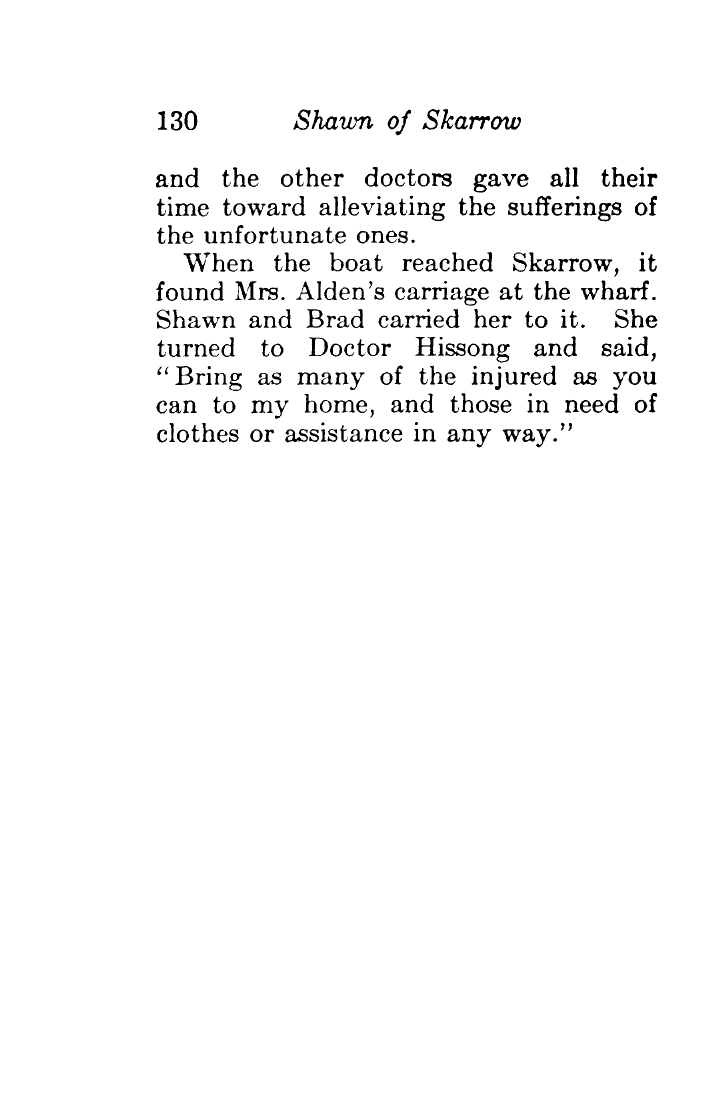 130 Shawn of Skarrow
and the other doctors gave all their
time toward alleviating the sufferings of
the unfortunate ones.
When the boat reached Skarrow, it
found Mrs. Alden's carriage at the wharf.
Shawn and Brad carried her to it. She
turned to Doctor Hissong and said,
"Bring as many of the injured as you
can to my home, and those in need of
clothes or assistance in any way."